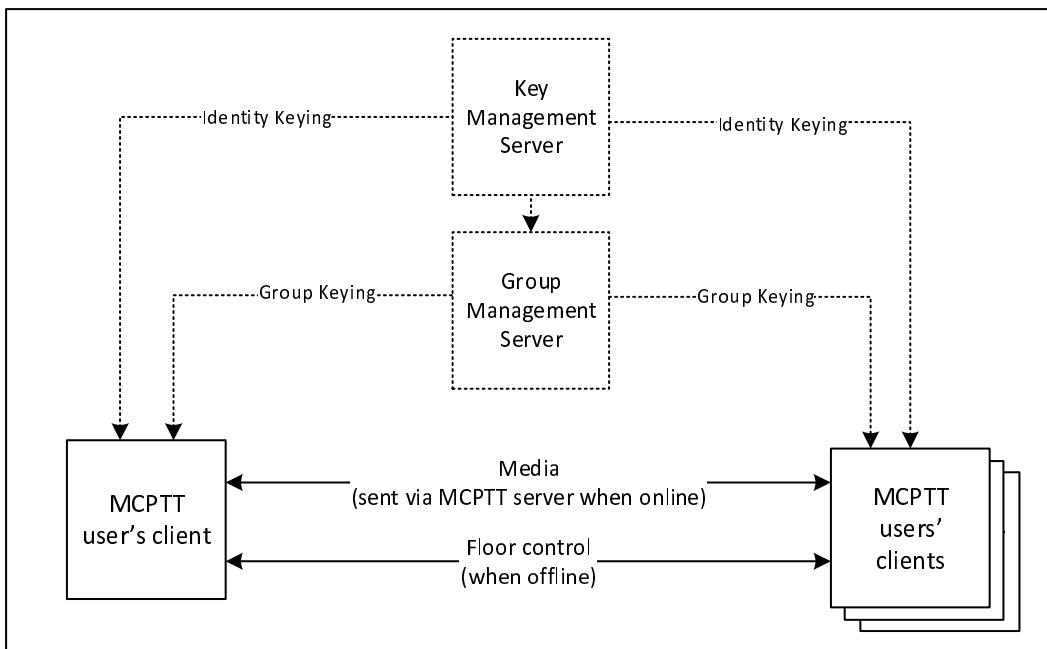 Key
Management
Server
Identity Keying
Identity Keying
Group
Management
Server
Group Keying
Group Keying
MCPTT
user's client
Media
(sent via MCPTT server when online)
Floor control
(when offline)
MCPTT
users'
clients